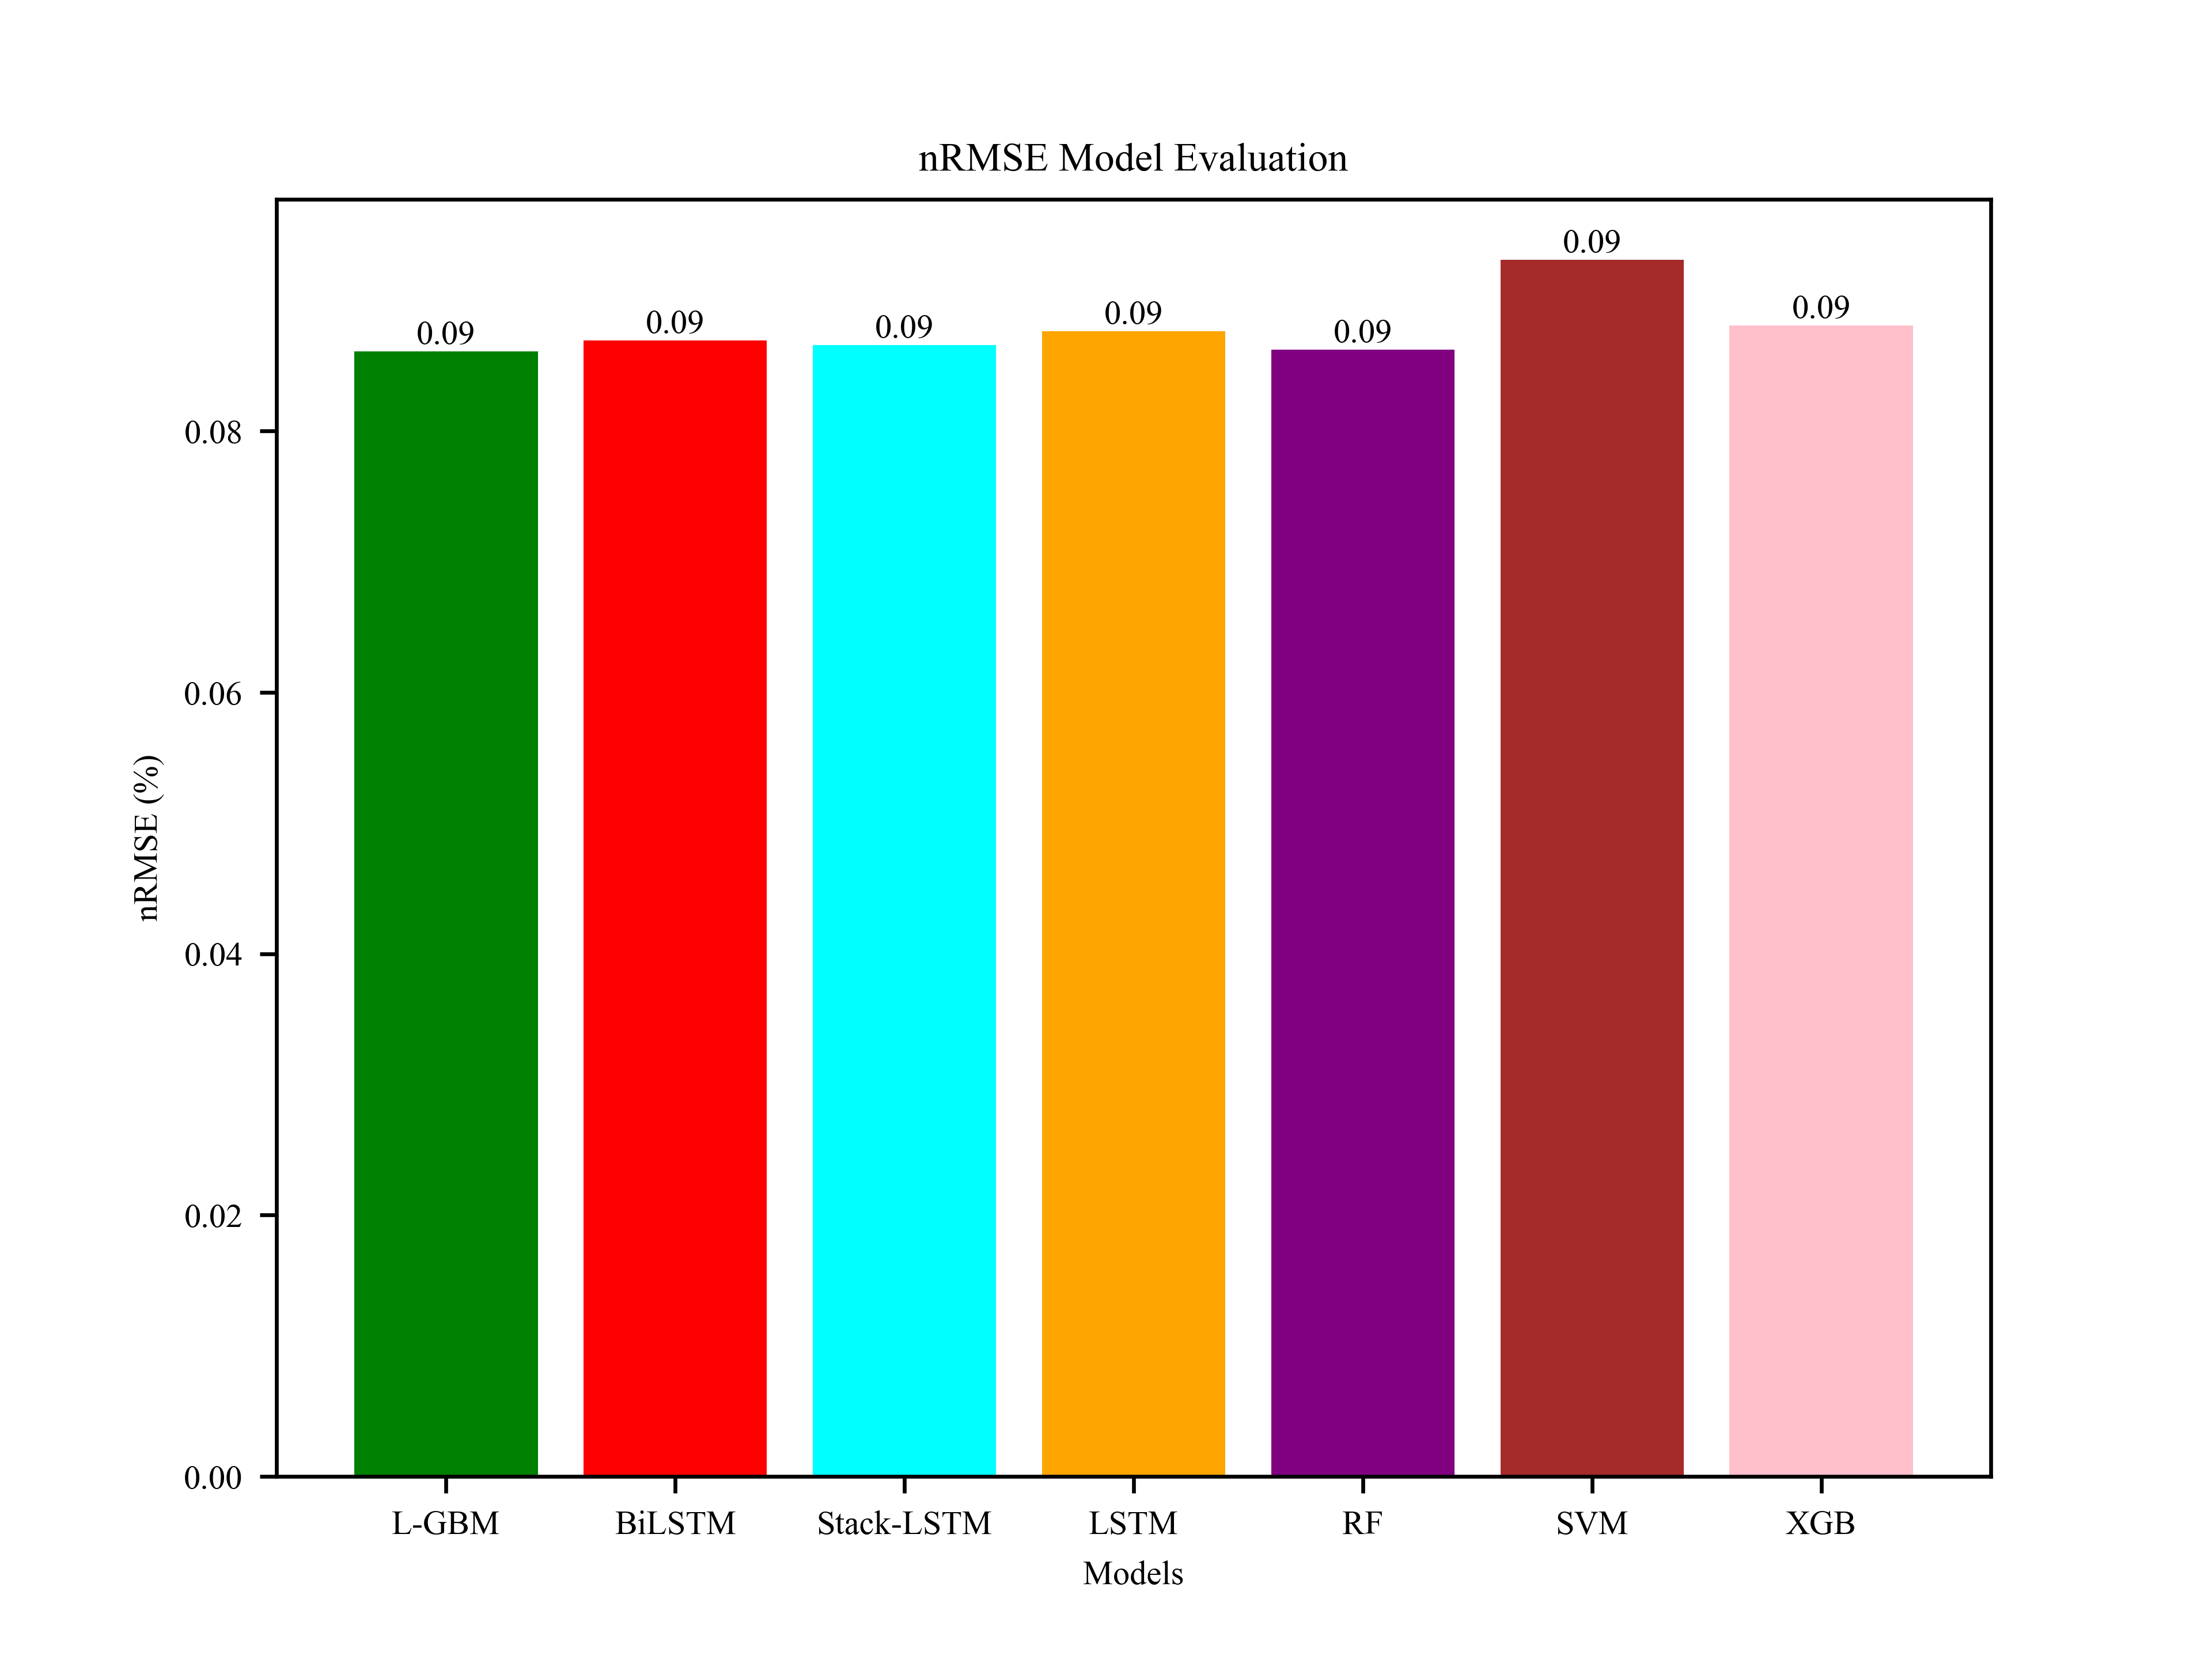 nRMSE Model Evaluation
0.09
0.09
0.09
0.09
0.09
0.09
0.09
0.08
0.06
0.04
0.02
0.00
nRMSE (%)
L-GBM
BiLSTM
Stack-LSTM
LSTM
RF
SVM
XGB
Models